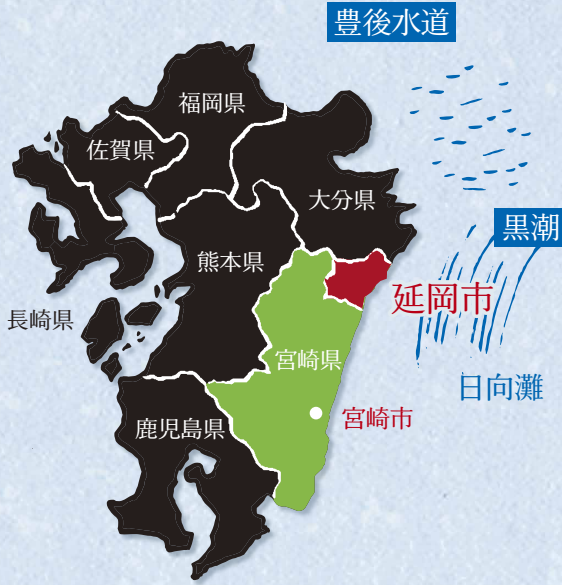 豊後水道
福岡県
佐賀県
大分県
黒潮
熊本県
延岡市
長崎県
宮崎県
日向灘
宮崎市
鹿児島県